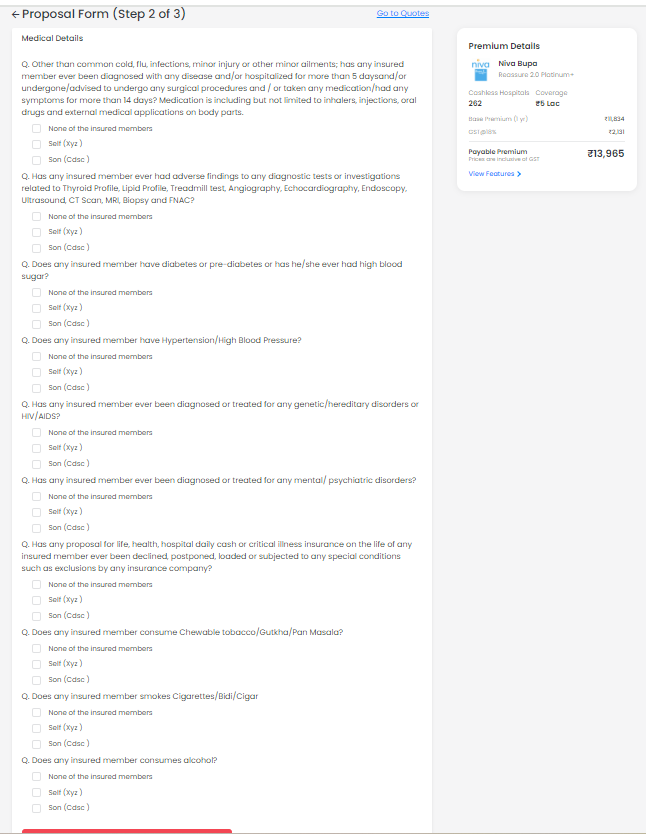 ← Proposal Form (Step 2 of 3)
Go to Quotes
Medical Details
Q. Other than common cold, flu, infections, minor injury or other minor ailments; has any insured
member ever been diagnosed with any disease and/or hospitalized for more than 5 daysand/or
undergone/advised to undergo any surgical procedures and / or taken any medication/had any
symptoms for more than 14 days? Medication is including but not limited to inhalers, injections, oral
drugs and external medical applications on body parts.
None of the insured members
Self (Xyz )
Son (Cdsc )
Q. Has any insured member ever had adverse findings to any diagnostic tests or investigations
related to Thyroid Profile, Lipid Profile, Treadmill test, Angiography, Echocardiography, Endoscopy,
Ultrasound, CT Scan, MRI, Biopsy and FNAC?
None of the insured members
Self (Xyz )
Son (Cdsc )
Q. Does any insured member have diabetes or pre-diabetes or has he/she ever had high blood
sugar?
None of the insured members
Self (Xyz )
Son (Cdsc )
Q. Does any insured member have Hypertension/High Blood Pressure?
None of the insured members
Self (Xyz )
Son (Cdsc )
Q. Has any insured member ever been diagnosed or treated for any genetic/hereditary disorders or
HIV/AIDS?
None of the insured members
Self (Xyz )
Son (Cdsc )
Q. Has any insured member ever been diagnosed or treated for any mental/ psychiatric disorders?
None of the insured members
Self (Xyz )
Son (Cdsc )
Q. Has any proposal for life, health, hospital daily cash or critical illness insurance on the life of any
insured member ever been declined, postponed, loaded or subjected to any special conditions
such as exclusions by any insurance company?
None of the insured members
Self (Xyz )
Son (Cdsc )
Q. Does any insured member consume Chewable tobacco/Gutkha/Pan Masala?
None of the insured members
Self (Xyz )
Son (Cdsc )
Q. Does any insured member smokes Cigarettes/Bidi/Cigar
None of the insured members
Self (Xyz )
Son (Cdsc )
Q. Does any insured member consumes alcohol?
None of the insured members
Self (Xyz )
Son (Cdsc )
Premium Details
niva
Niva Bupa
Reassure 2.0 Platinum+
Cashless Hospitals Coverage
262 ₹5 Lac
Base Premium (1 yr) ₹11,834
GST @18% ₹2,131
Payable Premium ₹13,965
Prices are inclusive of GST
View Features >